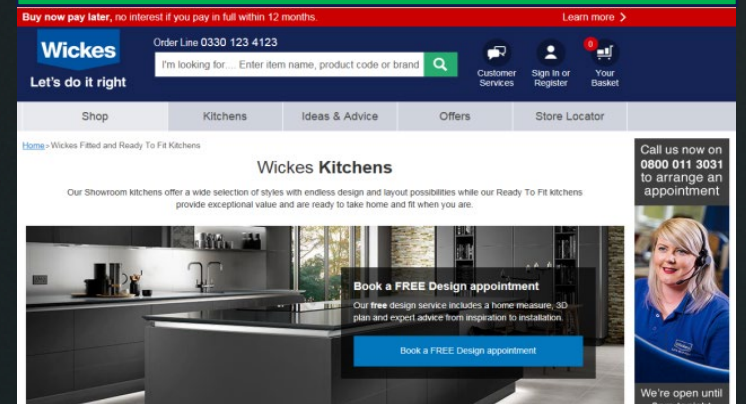 Buy now pay later, no interest if you pay in full within 12 months.
Learn more
Wickes
Let's do it right
Order Line 0330 123 4123
I'm looking for... Enter item name, product code or brand
Customer
Services
Sign In or
Register
0
Your
Basket
Shop
Kitchens
Ideas & Advice
Offers
Store Locator
Home » Wickes Fitted and Ready To Fit Kitchens
Wickes Kitchens
Our Showroom kitchens offer a wide selection of styles with endless design and layout possibilities while our Ready To Fit kitchens
provide exceptional value and are ready to take home and fit when you are.
Book a FREE Design appointment
Our free design service includes a home measure, 3D
plan and expert advice from inspiration to installation.
Book a FREE Design appointment
Call us now on
0800 011 3031
to arrange an
appointment
We're open until